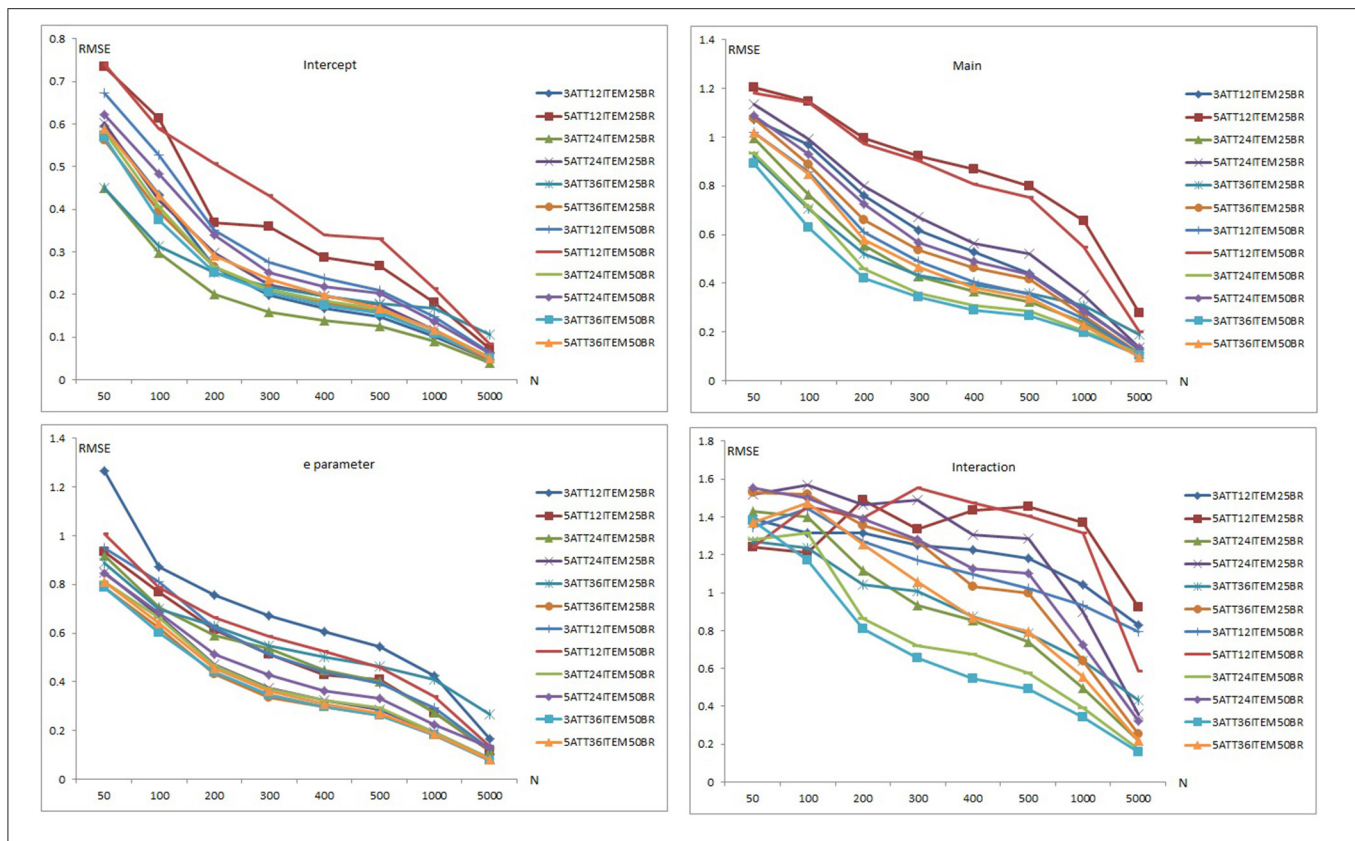 RMSE
Intercept
0.8
0.7
0.6
0.5
0.4
0.3
0.2
0.1
0
50 100 200 300 400 500 1000 5000
N
3ATT12ITEM25BR
5ATT12ITEM25BR
3ATT24ITEM25BR
5ATT24ITEM25BR
3ATT36ITEM25BR
5ATT36ITEM25BR
3ATT12ITEM50BR
5ATT12ITEM50BR
3ATT24ITEM50BR
5ATT24ITEM50BR
3ATT36ITEM50BR
5ATT36ITEM50BR
RMSE
Main
1.4
1.2
1
0.8
0.6
0.4
0.2
0
50 100 200 300 400 500 1000 5000
N
3ATT12ITEM25BR
5ATT12ITEM25BR
3ATT24ITEM25BR
5ATT24ITEM25BR
3ATT36ITEM25BR
5ATT36ITEM25BR
3ATT12ITEM50BR
5ATT12ITEM50BR
3ATT24ITEM50BR
5ATT24ITEM50BR
3ATT36ITEM50BR
5ATT36ITEM50BR
RMSE
e parameter
1.4
1.2
1
0.8
0.6
0.4
0.2
0
50 100 200 300 400 500 1000 5000
N
3ATT12ITEM25BR
5ATT12ITEM25BR
3ATT24ITEM25BR
5ATT24ITEM25BR
3ATT36ITEM25BR
5ATT36ITEM25BR
3ATT12ITEM50BR
5ATT12ITEM50BR
3ATT24ITEM50BR
5ATT24ITEM50BR
3ATT36ITEM50BR
5ATT36ITEM50BR
RMSE
Interaction
1.8
1.6
1.4
1.2
1
0.8
0.6
0.4
0.2
0
50 100 200 300 400 500 1000 5000
N
3ATT12ITEM25BR
5ATT12ITEM25BR
3ATT24ITEM25BR
5ATT24ITEM25BR
3ATT36ITEM25BR
5ATT36ITEM25BR
3ATT12ITEM50BR
5ATT12ITEM50BR
3ATT24ITEM50BR
5ATT24ITEM50BR
3ATT36ITEM50BR
5ATT36ITEM50BR